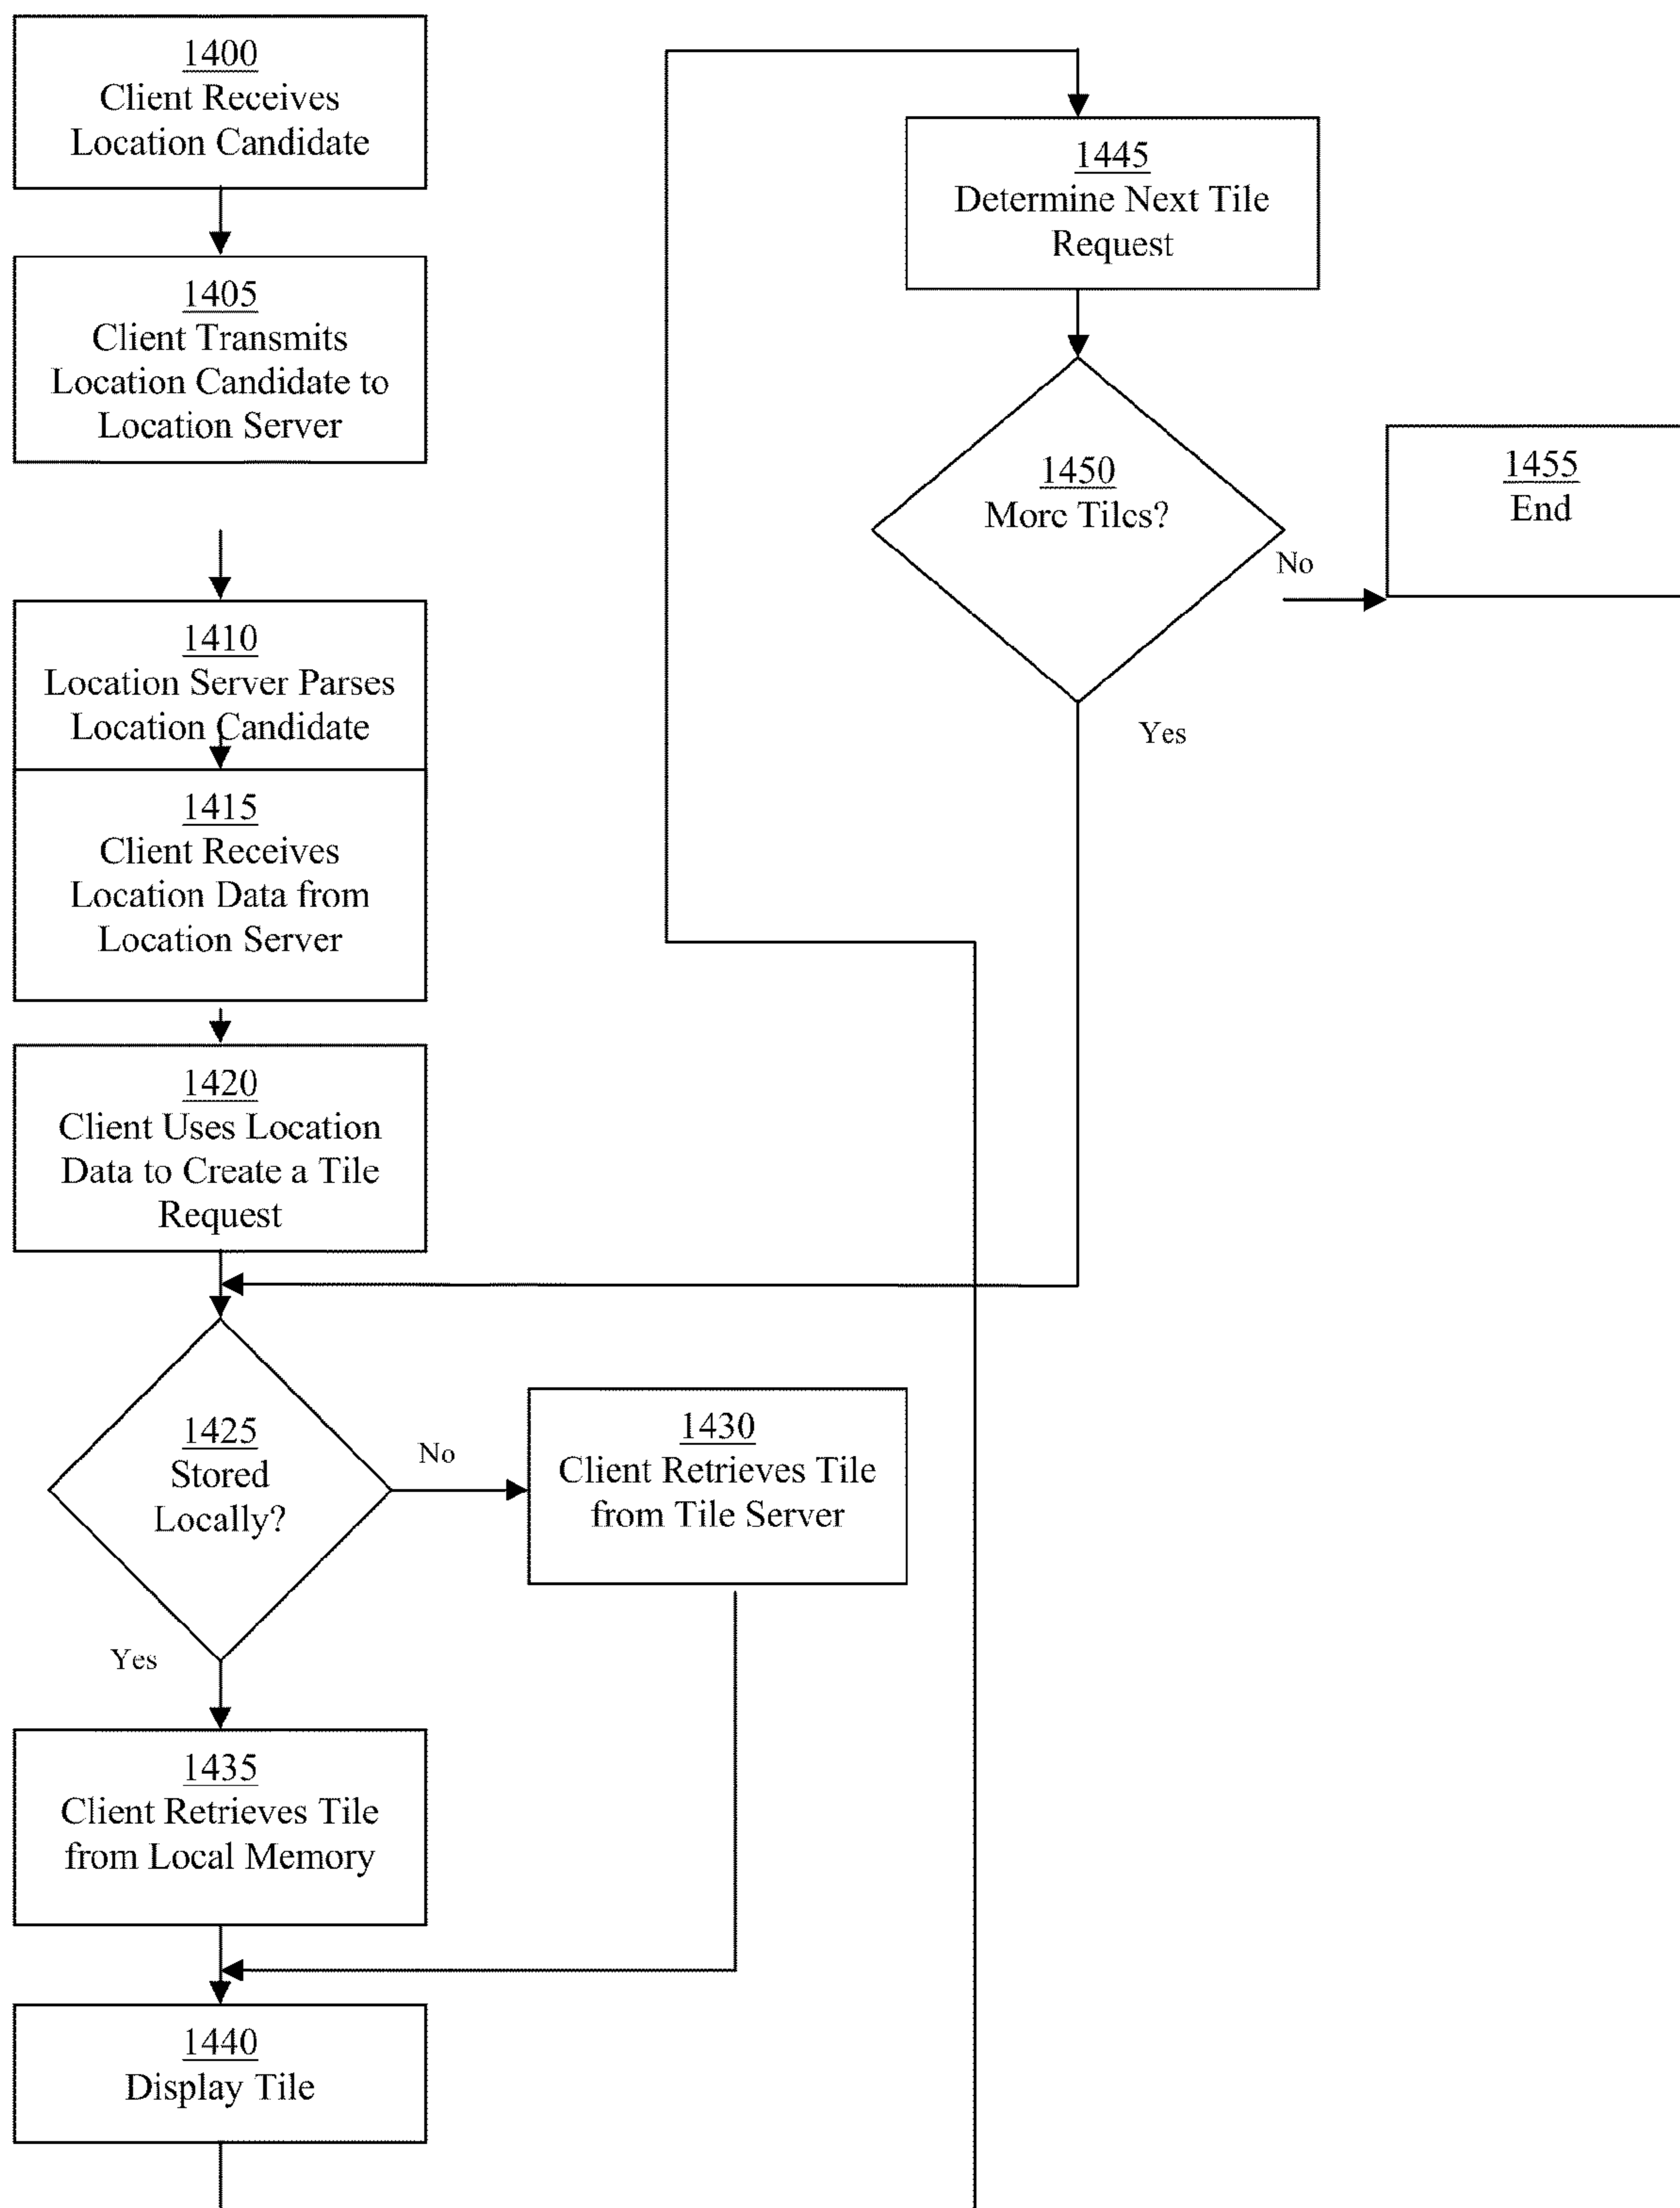 1400
Client Receives
Location Candidate
1405
Client Transmits
Location Candidate to
Location Server
1410
Location Server Parses
Location Candidate
1415
Client Receives
Location Data from
Location Server
1420
Client Uses Location
Data to Create a Tile
Request
1425
Stored
Locally?
No
Yes
1430
Client Retrieves Tile
from Tile Server
1435
Client Retrieves Tile
from Local Memory
1440
Display Tile
1445
Determine Next Tile
Request
1450
More Tiles?
No
Yes
1455
End